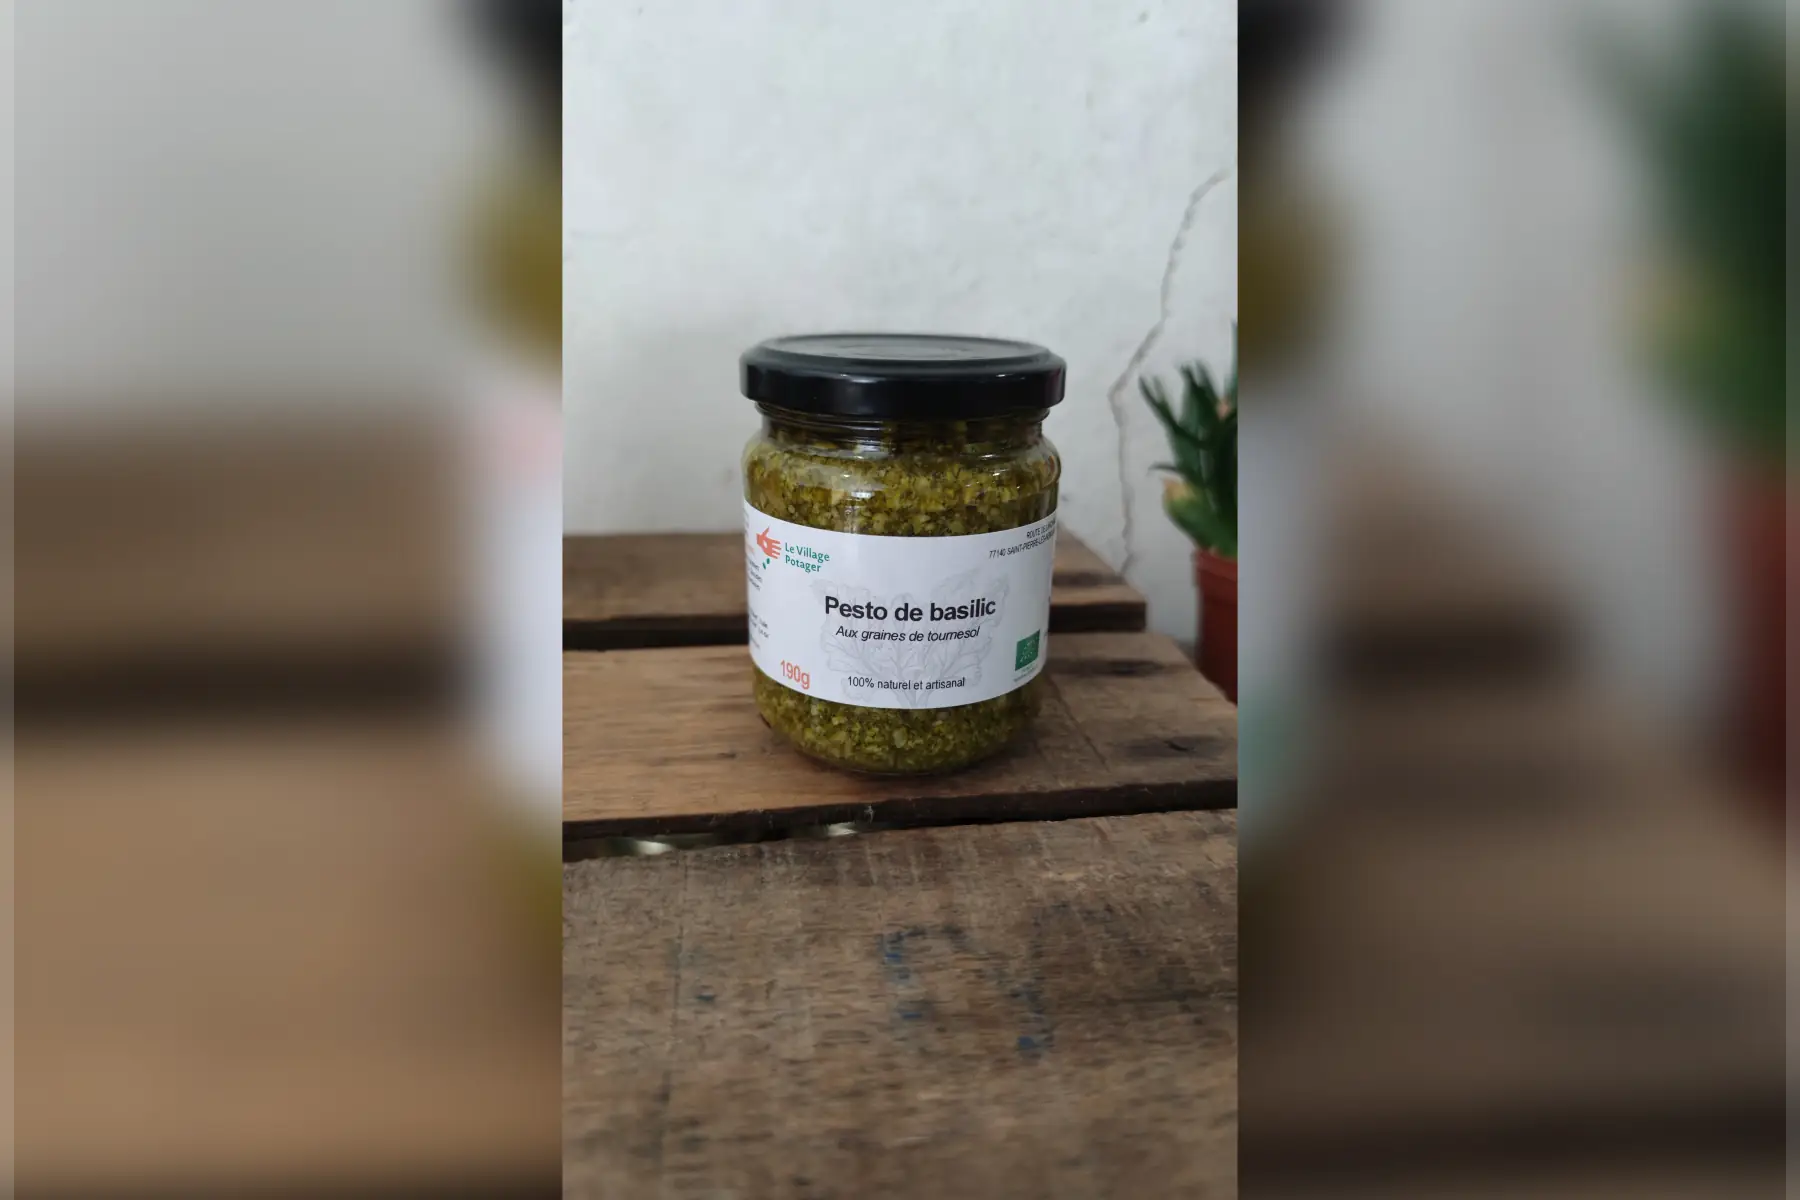 Le Village
Potager
77140 SAINT-PIERRE-LES
Pesto de basilic
Aux graines de tournesol
190g
100% naturel et artisanal